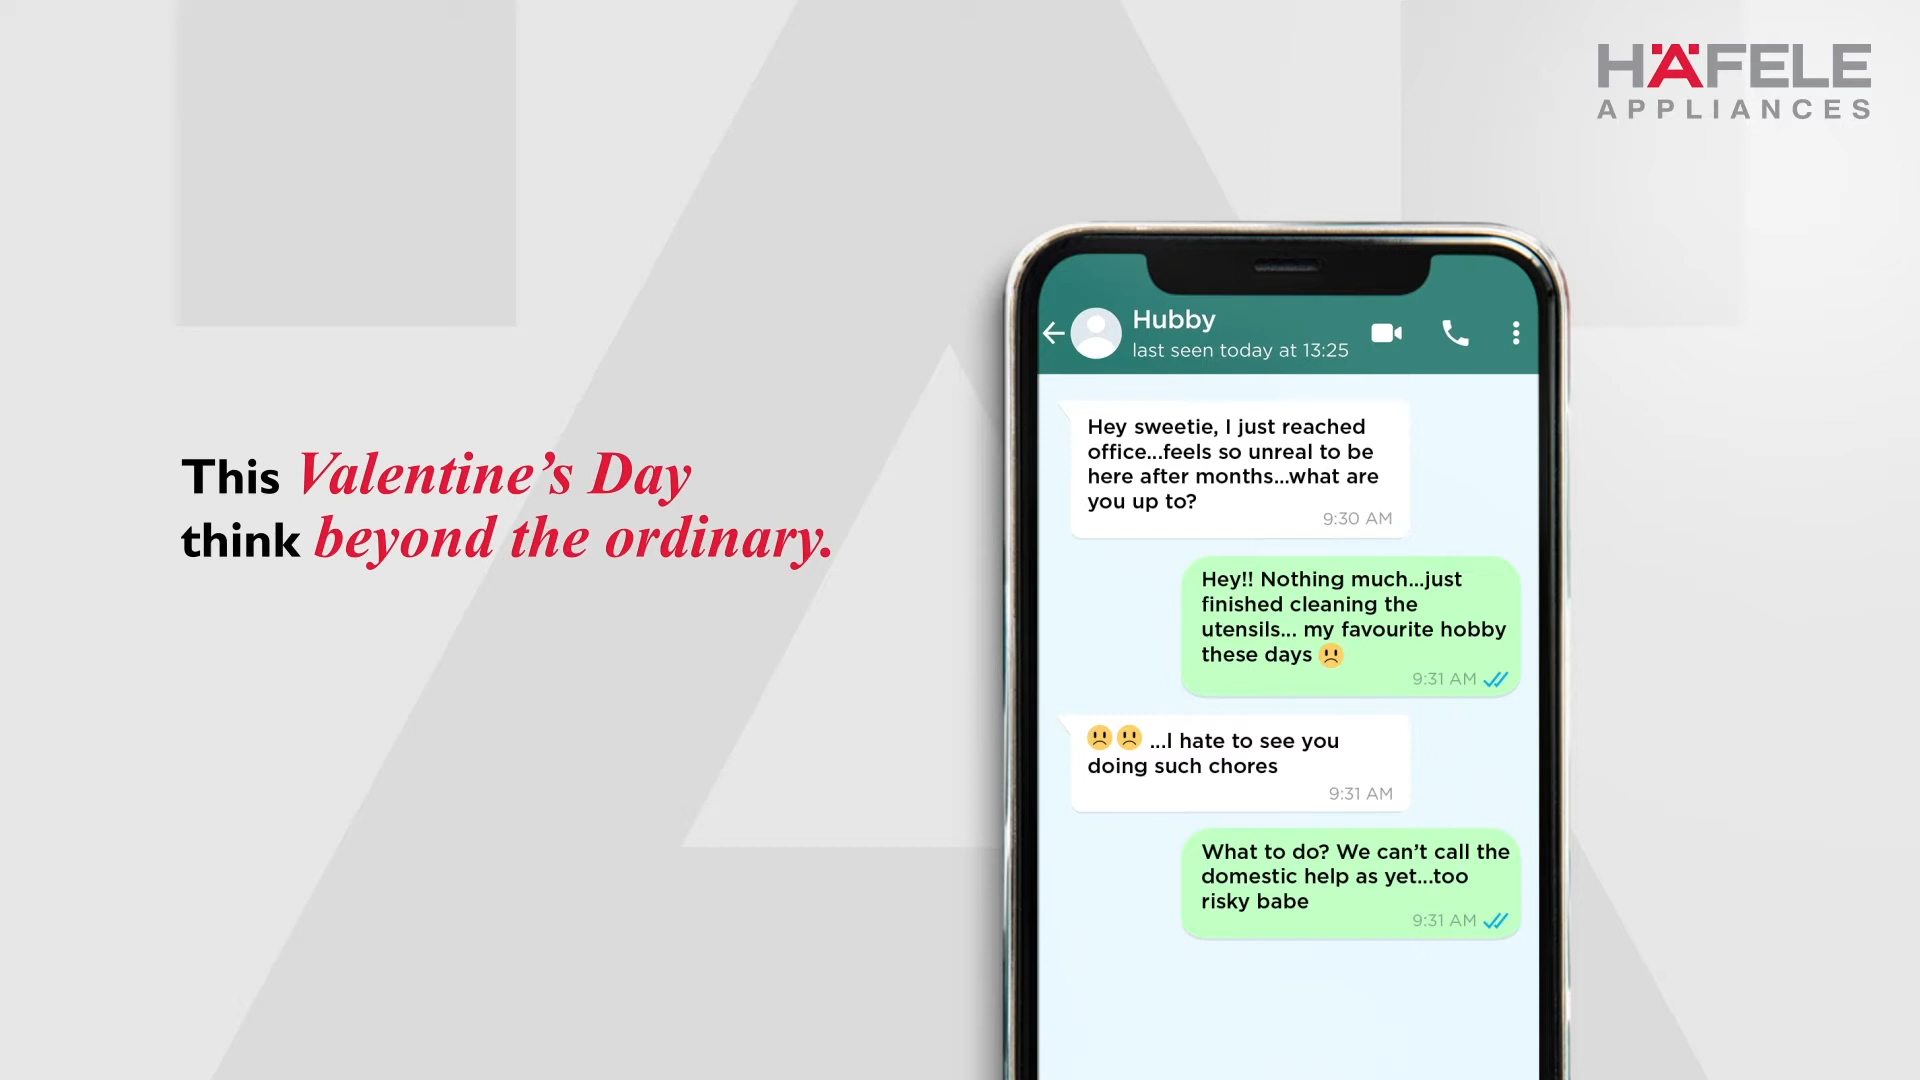 HÄFELE
APPLIANCES
This Valentine’s Day
think beyond the ordinary.
Hubby
last seen today at 13:25
Hey sweetie, I just reached
office...feels so unreal to be
here after months...what are
you up to?
9:30 AM
Hey!! Nothing much...just
finished cleaning the
utensils... my favourite hobby
these days ☹️
9:31 AM
☹️☹️ ...I hate to see you
doing such chores
9:31 AM
What to do? We can’t call the
domestic help as yet...too
risky babe
9:31 AM